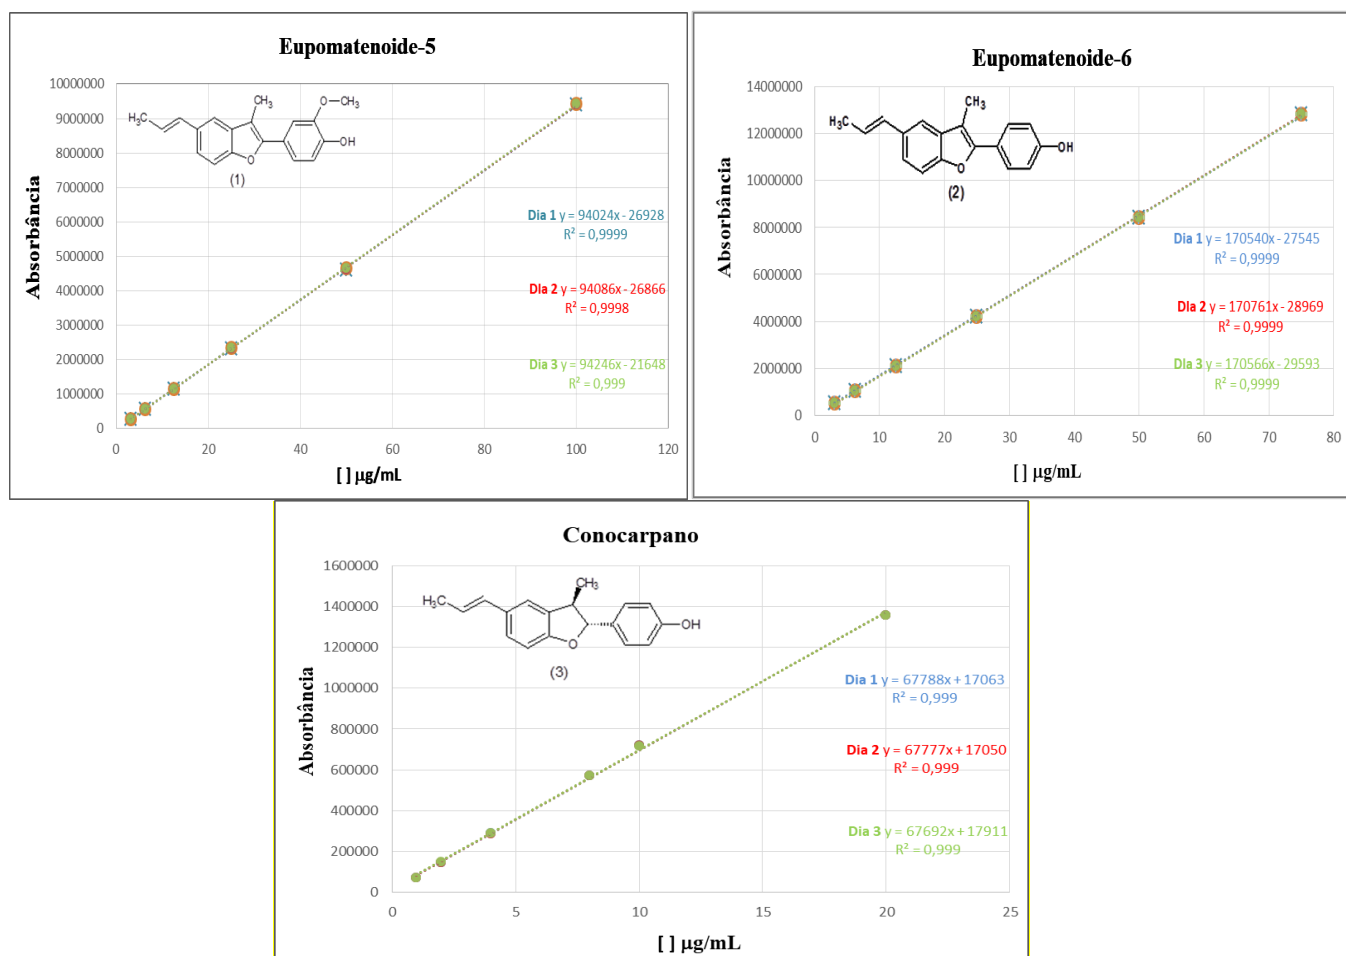 Eupomatenoide-5
Absorbância
10000000
9000000
8000000
7000000
6000000
5000000
4000000
3000000
2000000
1000000
0
0 20 40 60 80 100 120
[ ] µg/mL
H₃C
CH₃
O
CH₃
OH
O
(1)
Dia 1 y = 94024x - 26928
R² = 0,9999
Dia 2 y = 94086x - 26866
R² = 0,9998
Dia 3 y = 94246x - 21648
R² = 0,999
Eupomatenoide-6
Absorbância
14000000
12000000
10000000
8000000
6000000
4000000
2000000
0
0 10 20 30 40 50 60 70 80
[ ] µg/mL
H₃C
CH₃
OH
O
(2)
Dia 1 y = 170540x - 27545
R² = 0,9999
Dia 2 y = 170761x - 28969
R² = 0,9999
Dia 3 y = 170566x - 29593
R² = 0,9999
Conocarpano
Absorbância
1600000
1400000
1200000
1000000
800000
600000
400000
200000
0
0 5 10 15 20 25
[ ] µg/mL
H₃C
CH₃
OH
O
(3)
Dia 1 y = 67788x + 17063
R² = 0,999
Dia 2 y = 67777x + 17050
R² = 0,999
Dia 3 y = 67692x + 17911
R² = 0,999